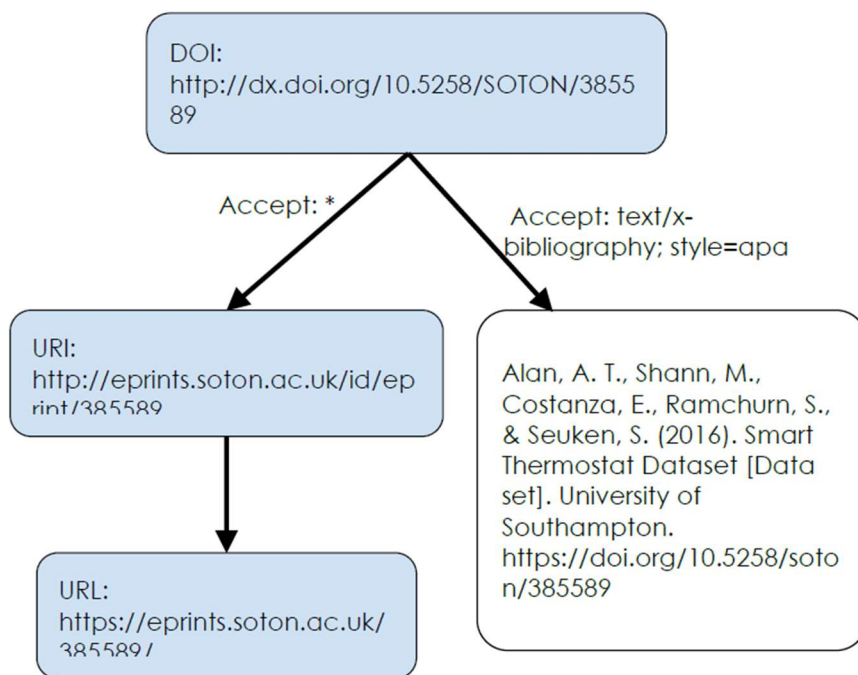 DOI:
http://dx.doi.org/10.5258/SOTON/3855
89
Accept: *
Accept: text/x-
bibliography; style=apa
URI:
http://eprints.soton.ac.uk/id/ep
rint/385589
Alan, A. T., Shann, M.,
Costanza, E., Ramchurn, S.,
& Seuken, S. (2016). Smart
Thermostat Dataset [Data
set]. University of
Southampton.
https://doi.org/10.5258/soto
n/385589
URL:
https://eprints.soton.ac.uk/
385589/